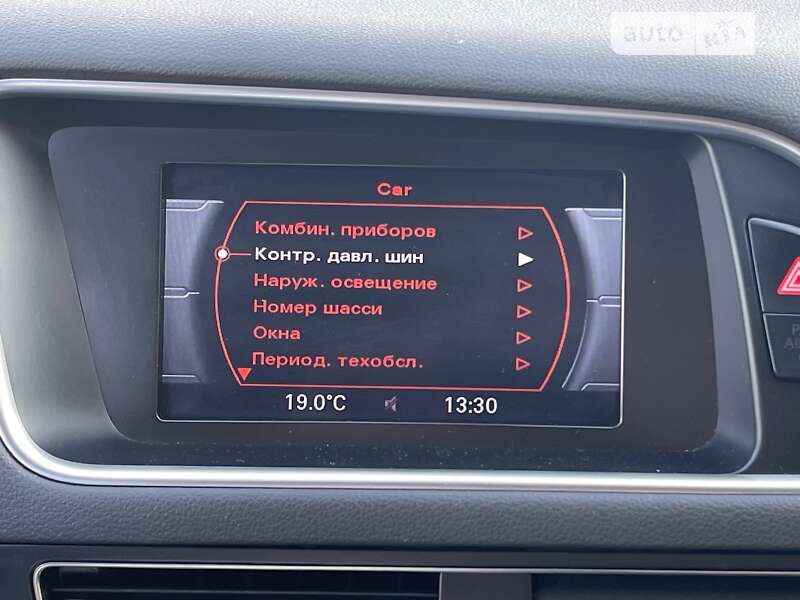 auto RIA
Car
Комбин. приборов
Контр. давл. шин
Наруж. освещение
Номер шасси
Окна
Период. техобсл.
19.0°C 13:30